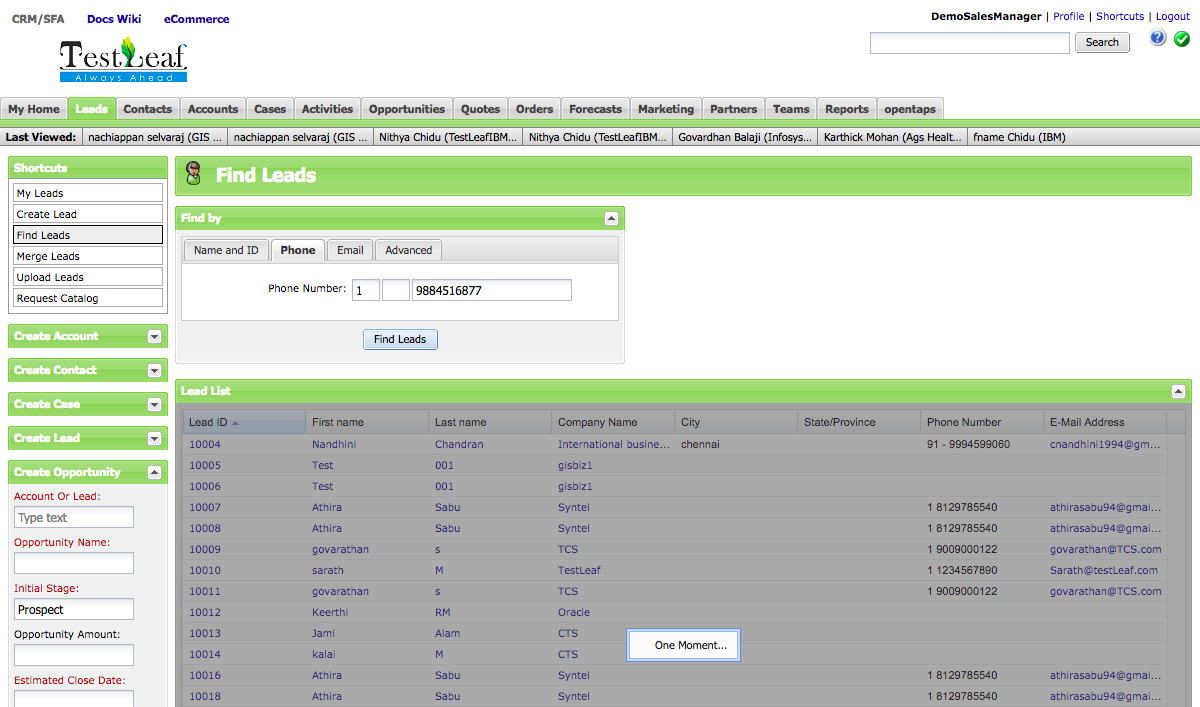 CRM/SFA Docs Wiki eCommerce
DemoSalesManager | Profile | Shortcuts | Logout
Search
TestLeaf
Always Ahead
My Home Leads Contacts Accounts Cases Activities Opportunities Quotes Orders Forecasts Marketing Partners Teams Reports opentaps
Last Viewed: nachiappan selvaraj (GIS ... nachiappan selvaraj (GIS ... Nithya Chidu (TestLeafIBM... Nithya Chidu (TestLeafIBM... Govardhan Balaji (Infosys... Karthick Mohan (Ags Healt... fname Chidu (IBM)
Shortcuts
My Leads
Create Lead
Find Leads
Merge Leads
Upload Leads
Request Catalog
Create Account
Create Contact
Create Case
Create Lead
Create Opportunity
Account Or Lead:
Type text
Opportunity Name:
Initial Stage:
Prospect
Opportunity Amount:
Estimated Close Date:
Find Leads
Find by
Name and ID Phone Email Advanced
Phone Number: 1 9884516877
Find Leads
Lead List
Lead ID First name Last name Company Name City State/Province Phone Number E-Mail Address
10004 Nandhini Chandran International busine... chennai 91 - 9994599060 cnandhini1994@gm...
10005 Test 001 gisbiz1
10006 Test 001 gisbiz1
10007 Athira Sabu Syntel 1 8129785540 athirasabu94@gmai...
10008 Athira Sabu Syntel 1 8129785540 athirasabu94@gmai...
10009 govarathan s TCS 1 9009000122 govarathan@TCS.com
10010 sarath M TestLeaf 1 1234567890 Sarath@testLeaf.com
10011 govarathan s TCS 1 9009000122 govarathan@TCS.com
10012 Keerthi RM Oracle
10013 Jami Alam CTS
10014 kalai M CTS
One Moment...
10016 Athira Sabu Syntel 1 8129785540 athirasabu94@gmai...
10018 Athira Sabu Syntel 1 8129785540 athirasabu94@gmai...